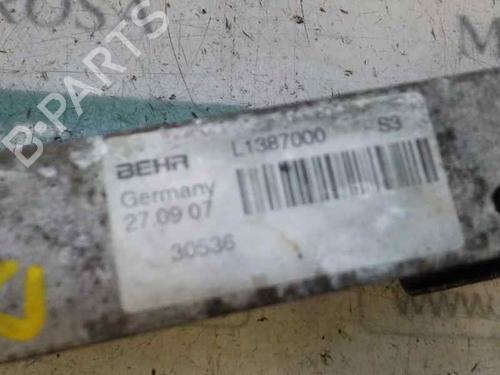 B-PARTS
BEHR L1387000 S3
Germany
27.09 07
30536